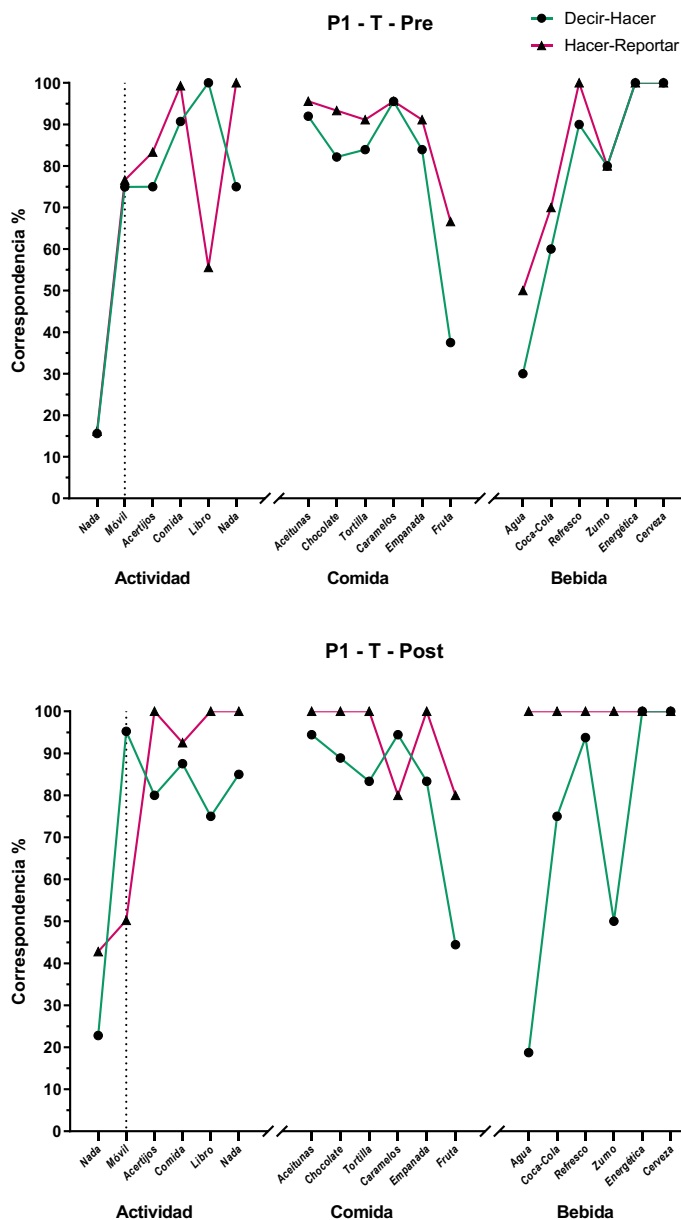 P1 - T - Pre
Decir-Hacer
Hacer-Reportar
Correspondencia %
100
90
80
70
60
50
40
30
20
10
0
Nada
Móvil
Acertijos
Comida
Libro
Nada
Aceitunas
Chocolate
Tortilla
Caramelos
Empanada
Fruta
Agua
Coca-Cola
Refresco
Zumo
Energética
Cerveza
Actividad
Comida
Bebida
P1 - T - Post
Correspondencia %
100
90
80
70
60
50
40
30
20
10
0
Nada
Móvil
Acertijos
Comida
Libro
Nada
Aceitunas
Chocolate
Tortilla
Caramelos
Empanada
Fruta
Agua
Coca-Cola
Refresco
Zumo
Energética
Cerveza
Actividad
Comida
Bebida